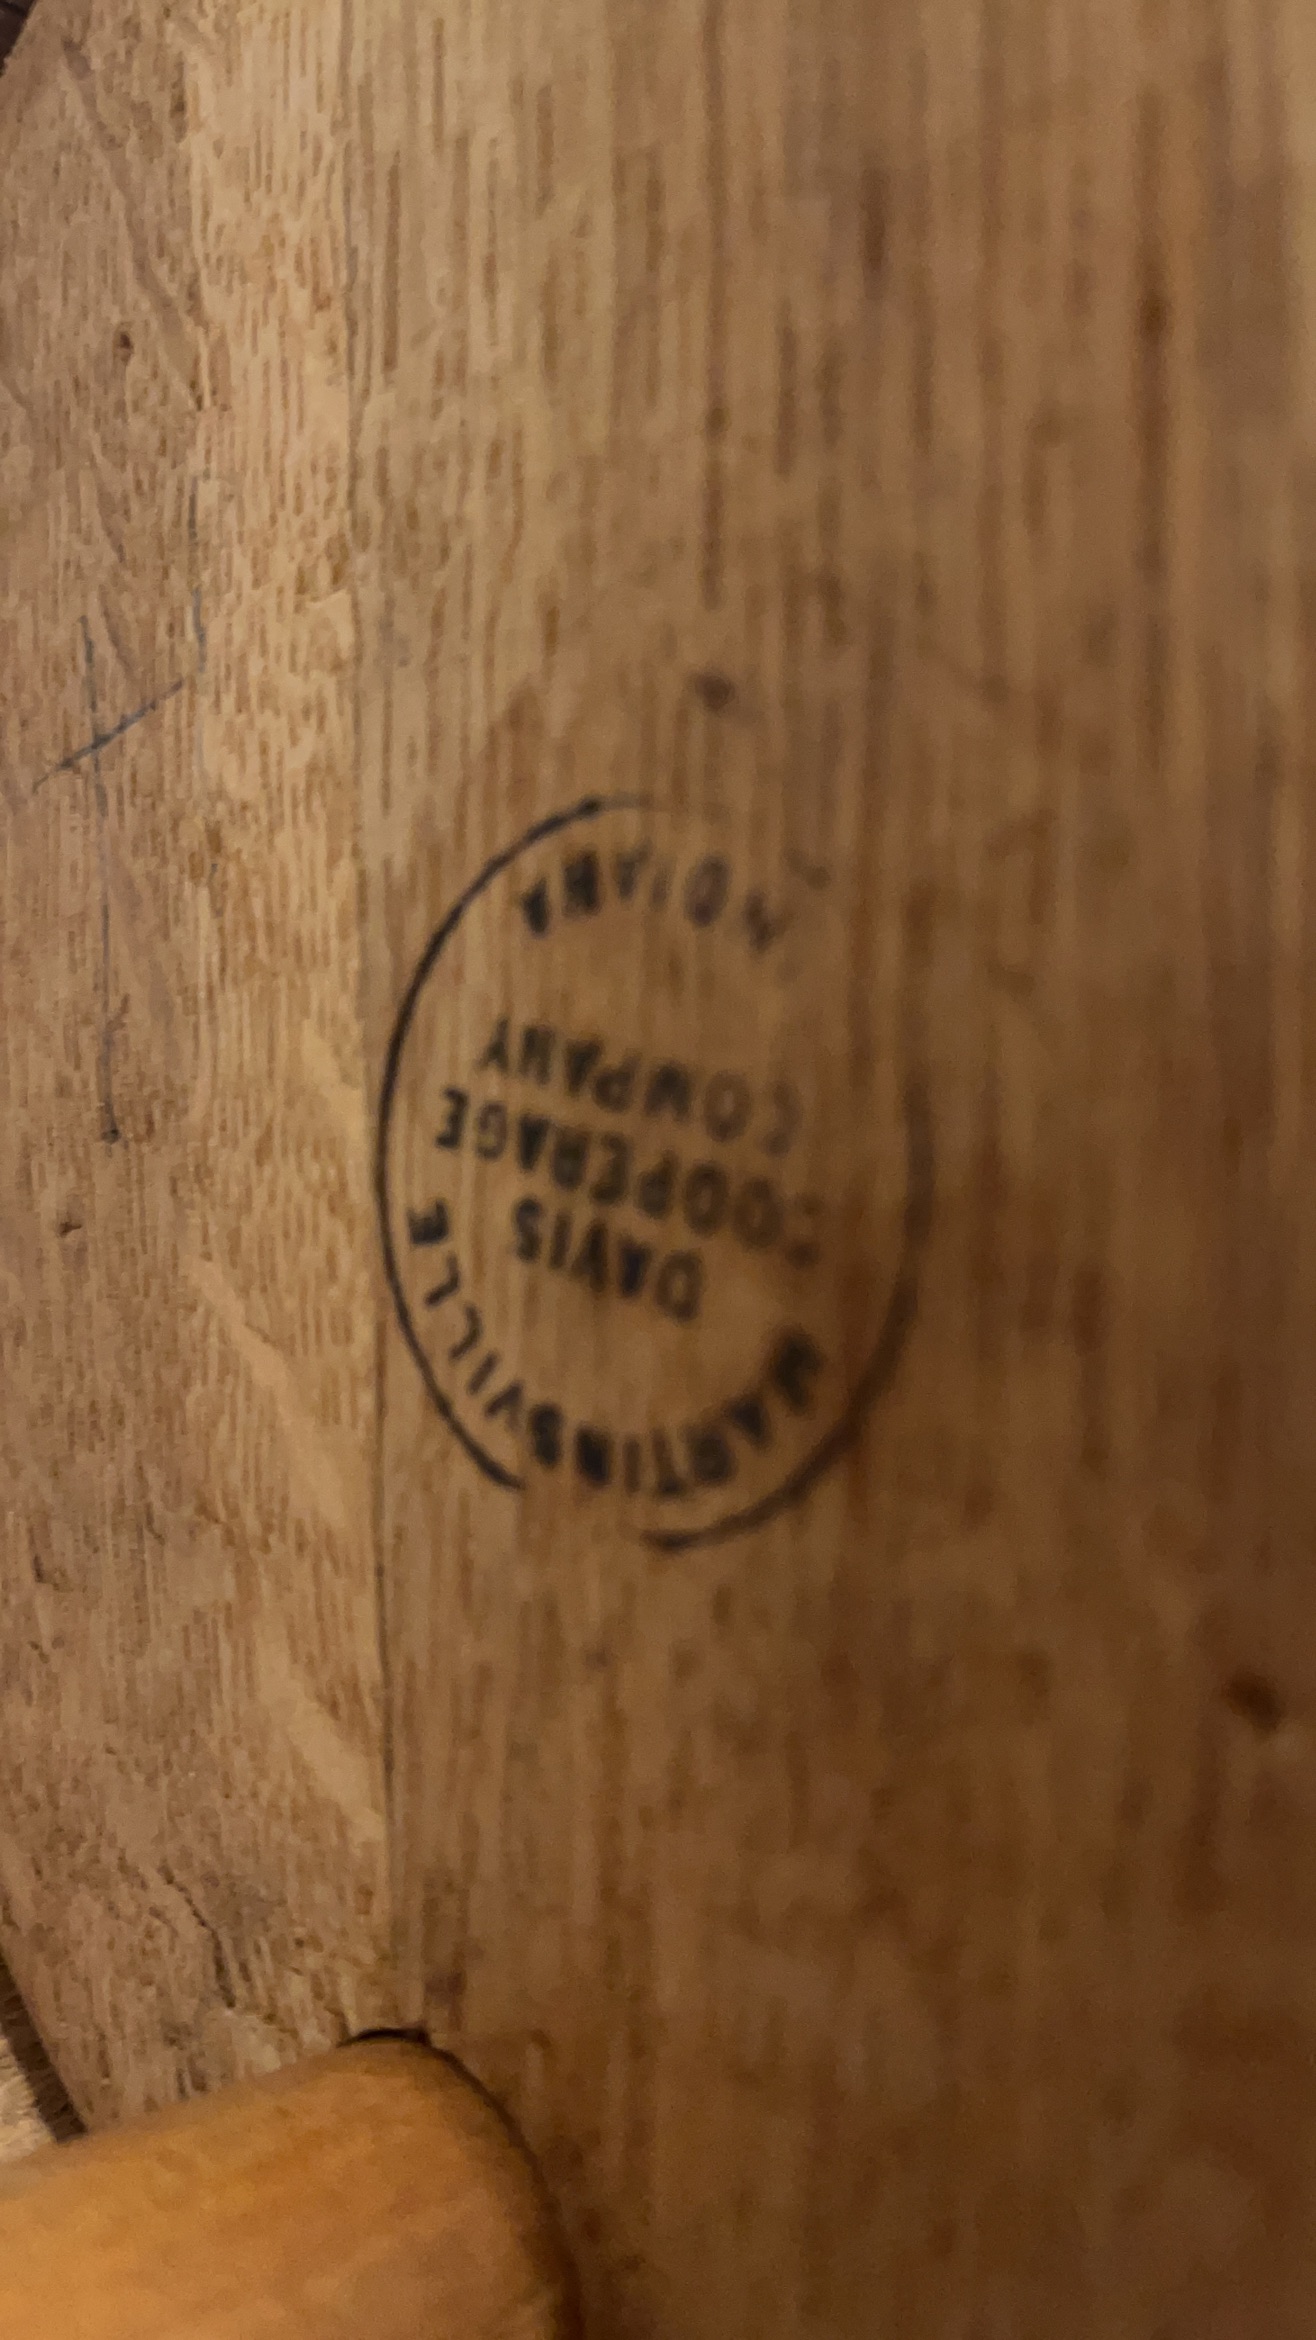 MARTINSVILLE
DAVIS
COOPERAGE
COMPANY
INDIANA